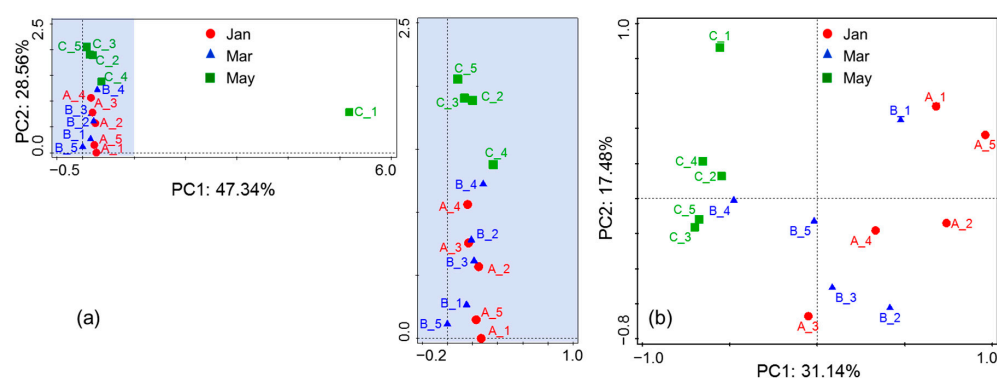 2.5
0.0
PC2: 28.56%
−0.5
6.0
PC1: 47.34%
Jan
Mar
May
C_3
C_5
C_2
C_4
A_4
B_4
A_3
B_3
A_2
B_2
B_1
A_5
B_5
A_1
C_1
(a)
2.5
0.0
−0.2
1.0
C_5
C_3
C_2
C_4
B_4
A_4
B_2
A_3
B_3
A_2
B_1
A_5
B_5
A_1
(b)
1.0
−0.8
PC2: 17.48%
−1.0
1.0
PC1: 31.14%
Jan
Mar
May
C_1
A_1
B_1
A_5
C_4
C_2
C_5
B_4
C_3
B_5
A_2
A_4
B_3
B_2
A_3